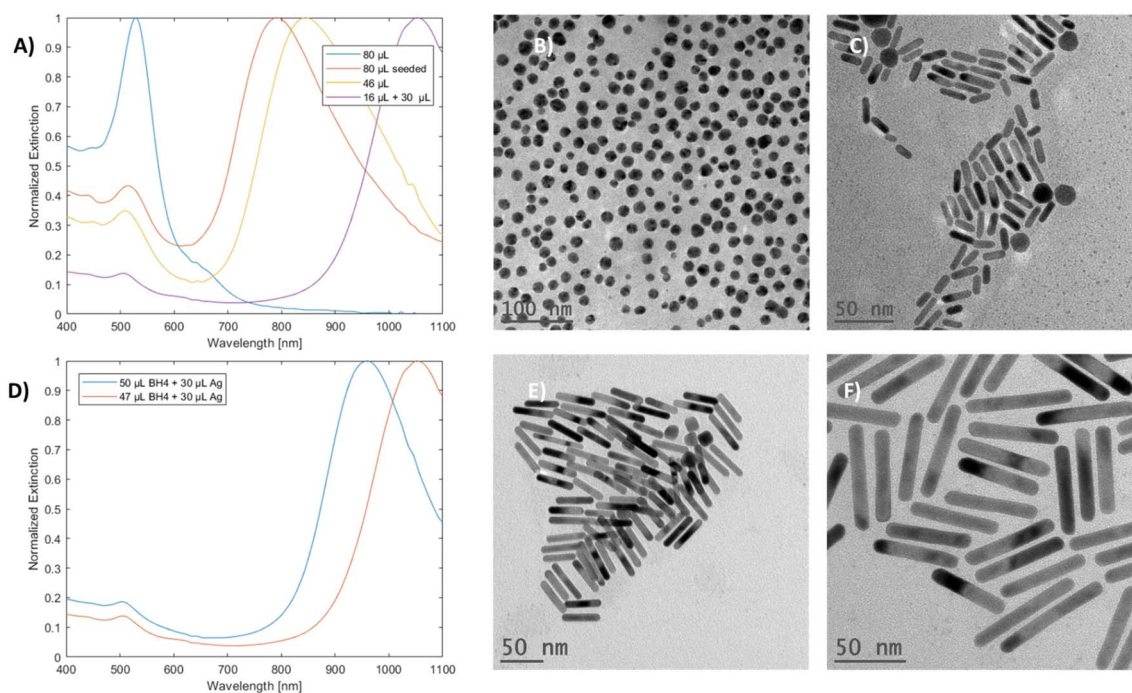 A)
Normalized Extinction
1
0.9
0.8
0.7
0.6
0.5
0.4
0.3
0.2
0.1
0
400 500 600 700 800 900 1000 1100
Wavelength [nm]
80 µL
80 µL seeded
46 µL
16 µL + 30 µL
B)
100 nm
C)
50 nm
D)
Normalized Extinction
1
0.9
0.8
0.7
0.6
0.5
0.4
0.3
0.2
0.1
0
400 500 600 700 800 900 1000 1100
Wavelength [nm]
50 µL BH4 + 30 µL Ag
47 µL BH4 + 30 µL Ag
E)
50 nm
F)
50 nm